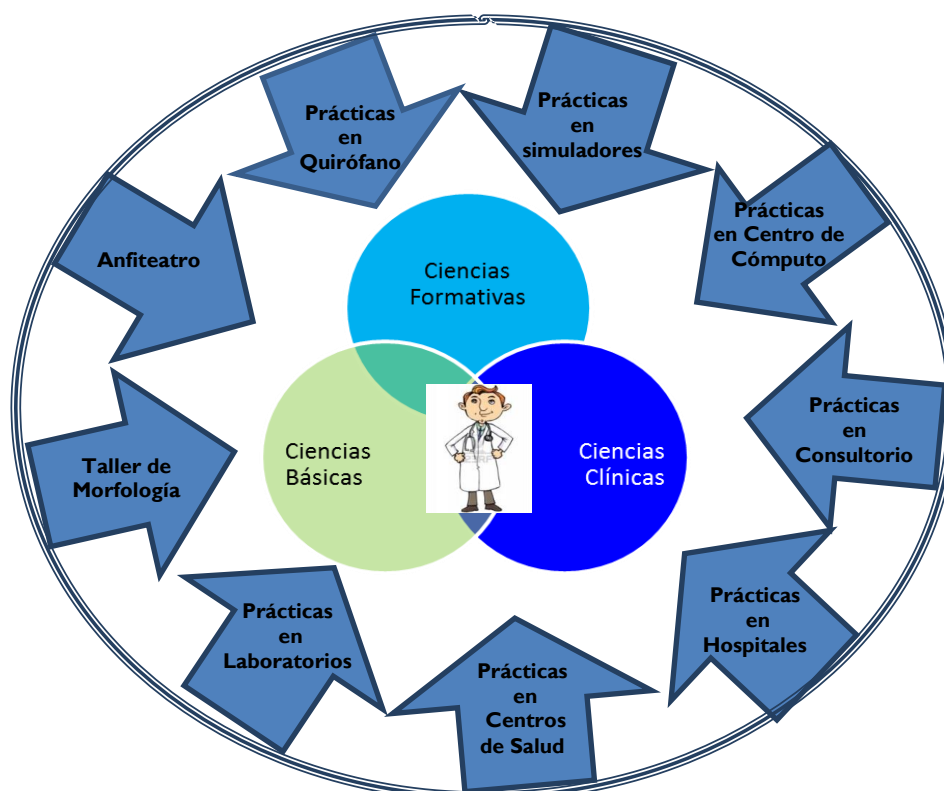 Prácticas
en
Quirófano
Prácticas
en
simuladores
Prácticas
en Centro de
Cómputo
Anfiteatro
Ciencias
Formativas
Prácticas
en
Consultorio
Taller de
Morfología
Ciencias
Básicas
Ciencias
Clínicas
Prácticas
en
Laboratorios
Prácticas
en
Centros
de Salud
Prácticas
en
Hospitales